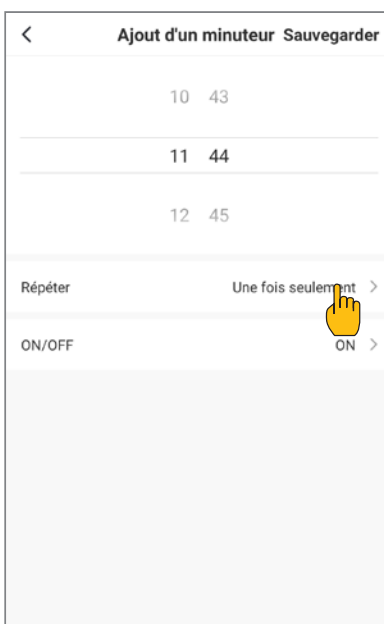 Ajout d'un minuteur Sauvegarder
10 43
11 44
12 45
Répéter Une fois seulement
ON/OFF ON